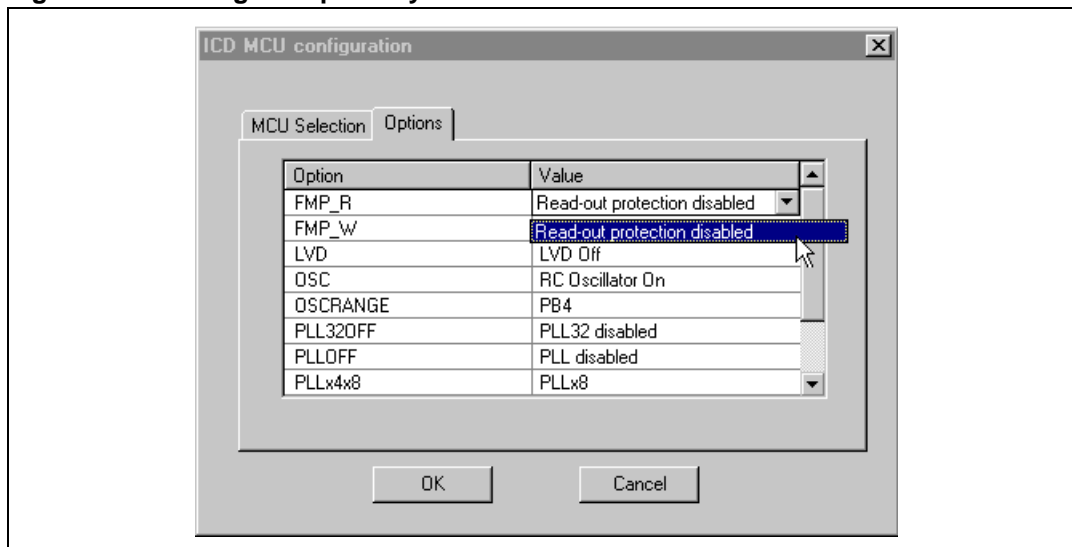 ICD MCU configuration
MCU Selection Options
Option Value
FMP_R Read-out protection disabled
FMP_W Read-out protection disabled
LVD LVD Off
OSC RC Oscillator On
OSCRANGE PB4
PLL32OFF PLL32 disabled
PLLOFF PLL disabled
PLLx4x8 PLLx8
OK Cancel